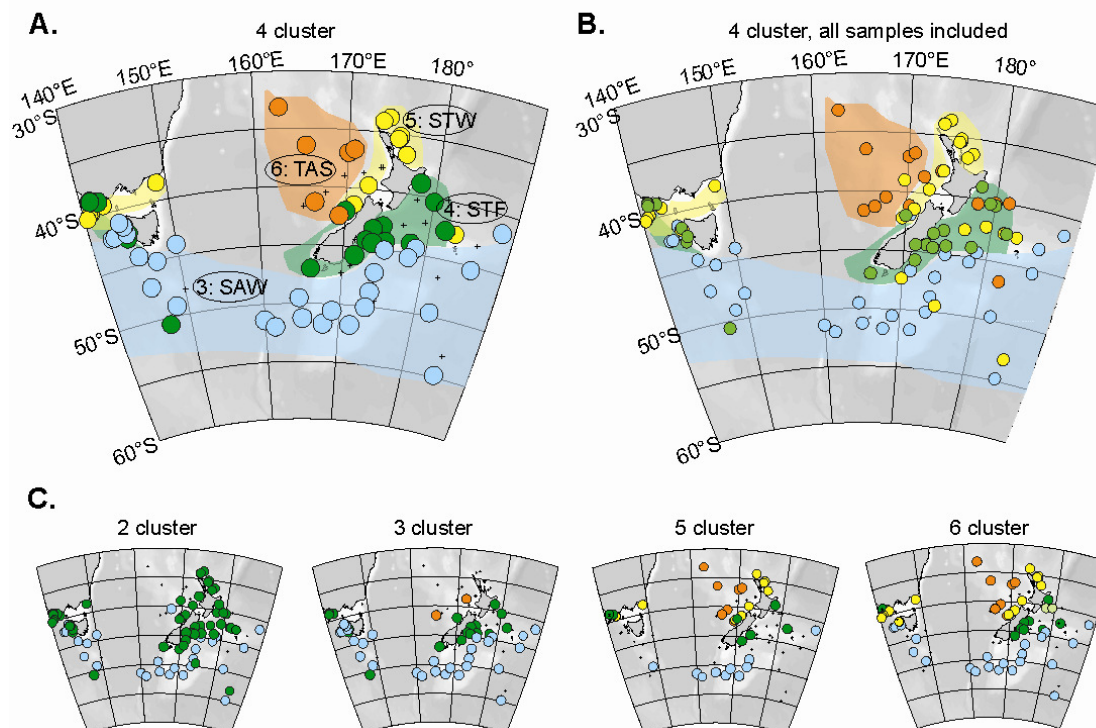 A.
4 cluster
140°E
150°E
160°E
170°E
180°
30°S
40°S
50°S
60°S
5: STW
6: TAS
4: STF
3: SAW
B.
4 cluster, all samples included
140°E
150°E
160°E
170°E
180°
30°S
40°S
50°S
60°S
C.
2 cluster
3 cluster
5 cluster
6 cluster